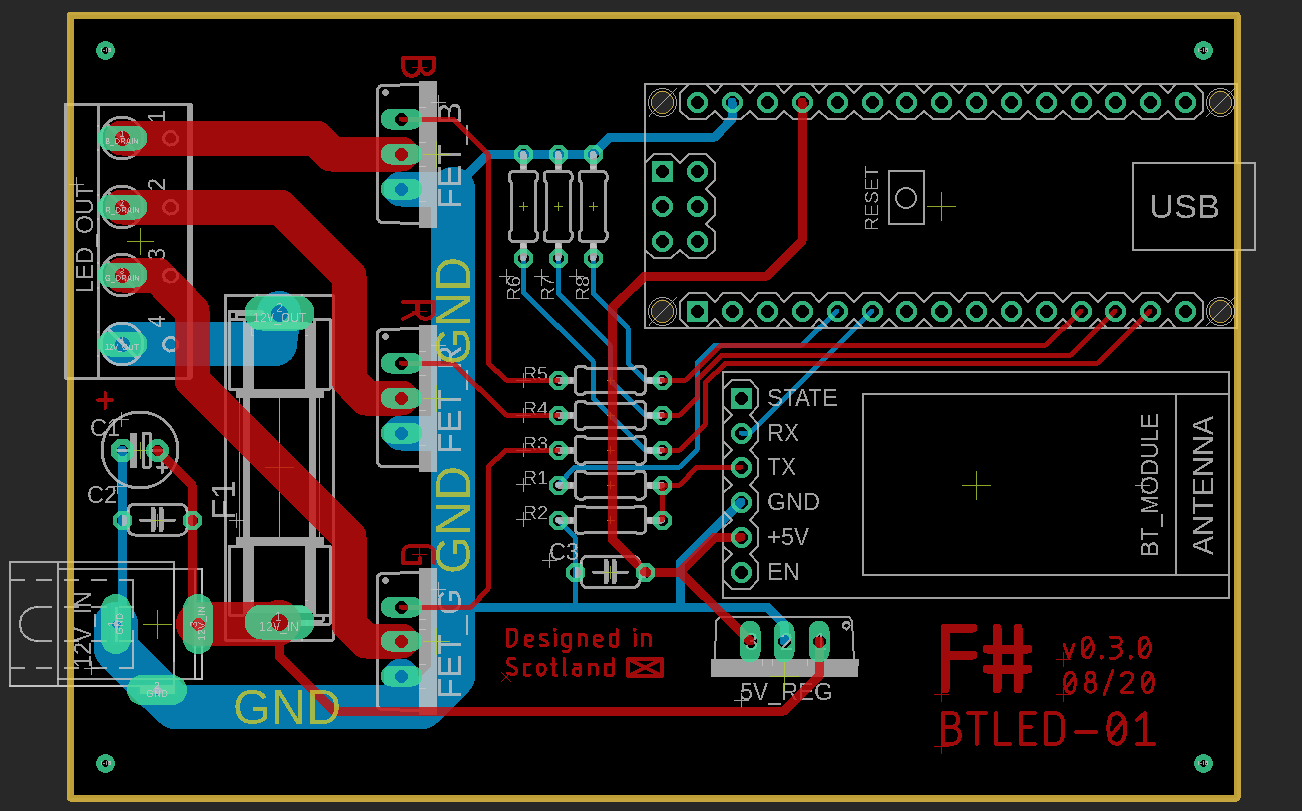 B
FET_B
LED OUT
1
2
3
4
B_DRAIN
R_DRAIN
G_DRAIN
12V_OUT
12V_OUT
R
FET_R
GND
GND
GND
G
FET_G
+
C1
+
C2
F1
12V_IN
12V_IN
12V_IN
GND
GND
R6
R7
R8
R5
R4
R3
R1
R2
C3
RESET
USB
STATE
RX
TX
GND
+5V
EN
BT_MODULE
ANTENNA
5V_REG
Designed in
Scotland
F#
v0.3.0
08/20
BTLED-01